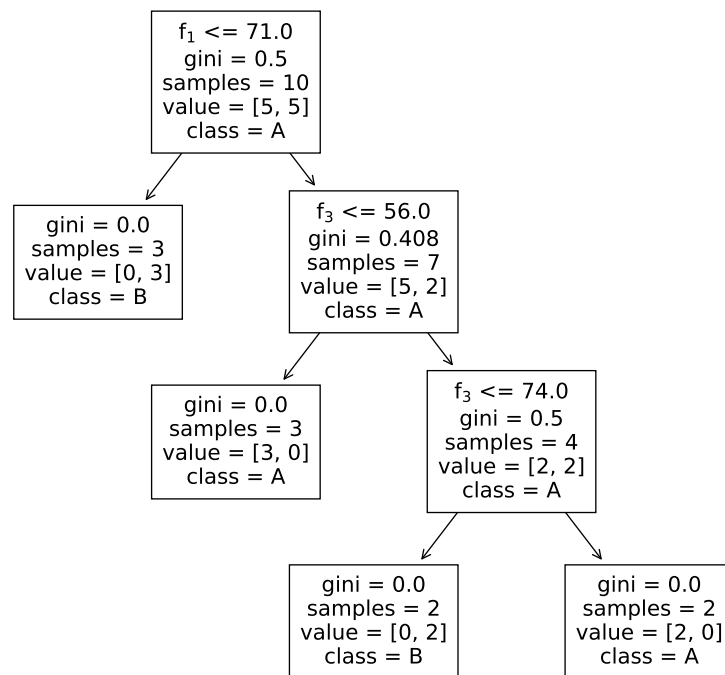 f₁ <= 71.0
gini = 0.5
samples = 10
value = [5, 5]
class = A
gini = 0.0
samples = 3
value = [0, 3]
class = B
f₃ <= 56.0
gini = 0.408
samples = 7
value = [5, 2]
class = A
gini = 0.0
samples = 3
value = [3, 0]
class = A
f₃ <= 74.0
gini = 0.5
samples = 4
value = [2, 2]
class = A
gini = 0.0
samples = 2
value = [0, 2]
class = B
gini = 0.0
samples = 2
value = [2, 0]
class = A